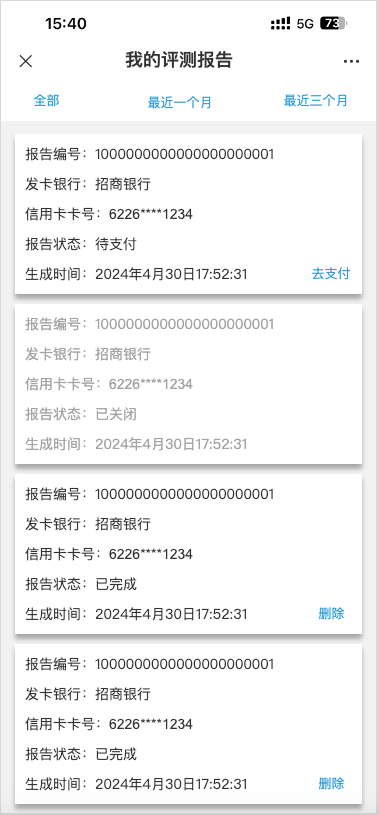 15:40 5G 73
我的评测报告
全部 最近一个月 最近三个月
报告编号：1000000000000000000001
发卡银行：招商银行
信用卡卡号：6226****1234
报告状态：待支付
生成时间：2024年4月30日17:52:31 去支付
报告编号：1000000000000000000001
发卡银行：招商银行
信用卡卡号：6226****1234
报告状态：已关闭
生成时间：2024年4月30日17:52:31
报告编号：1000000000000000000001
发卡银行：招商银行
信用卡卡号：6226****1234
报告状态：已完成
生成时间：2024年4月30日17:52:31 删除
报告编号：1000000000000000000001
发卡银行：招商银行
信用卡卡号：6226****1234
报告状态：已完成
生成时间：2024年4月30日17:52:31 删除